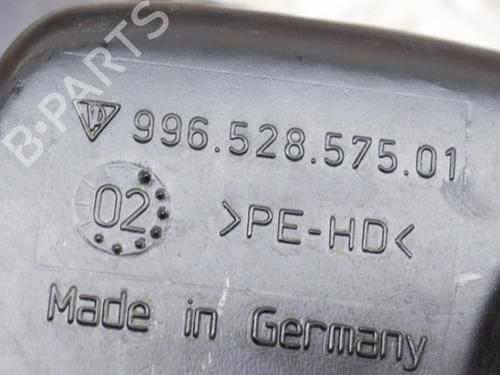 B-PARTS
996.528.575.01
02 >PE-HD<
Made in Germany